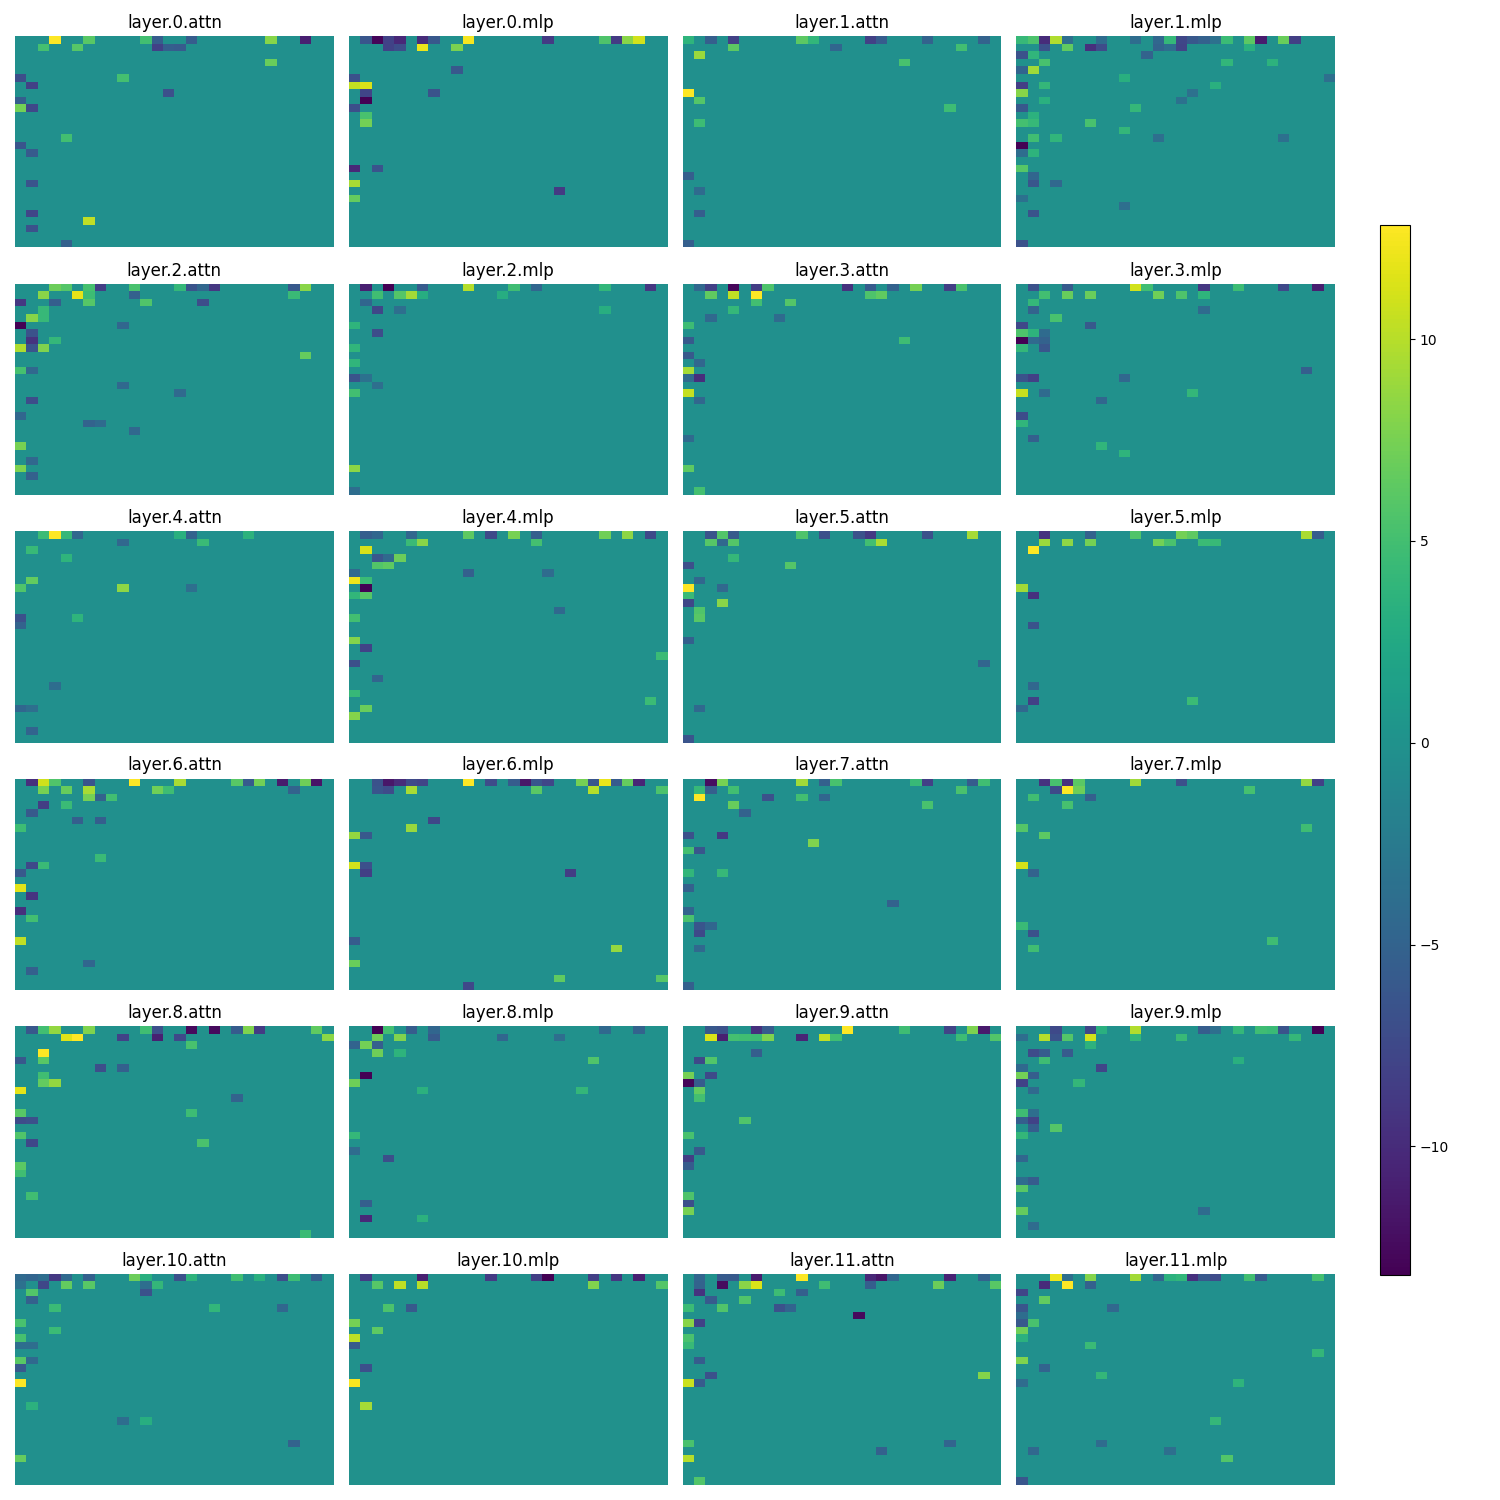 layer.0.attn layer.0.mlp layer.1.attn layer.1.mlp
layer.2.attn layer.2.mlp layer.3.attn layer.3.mlp
layer.4.attn layer.4.mlp layer.5.attn layer.5.mlp
layer.6.attn layer.6.mlp layer.7.attn layer.7.mlp
layer.8.attn layer.8.mlp layer.9.attn layer.9.mlp
layer.10.attn layer.10.mlp layer.11.attn layer.11.mlp
10
5
0
−5
−10